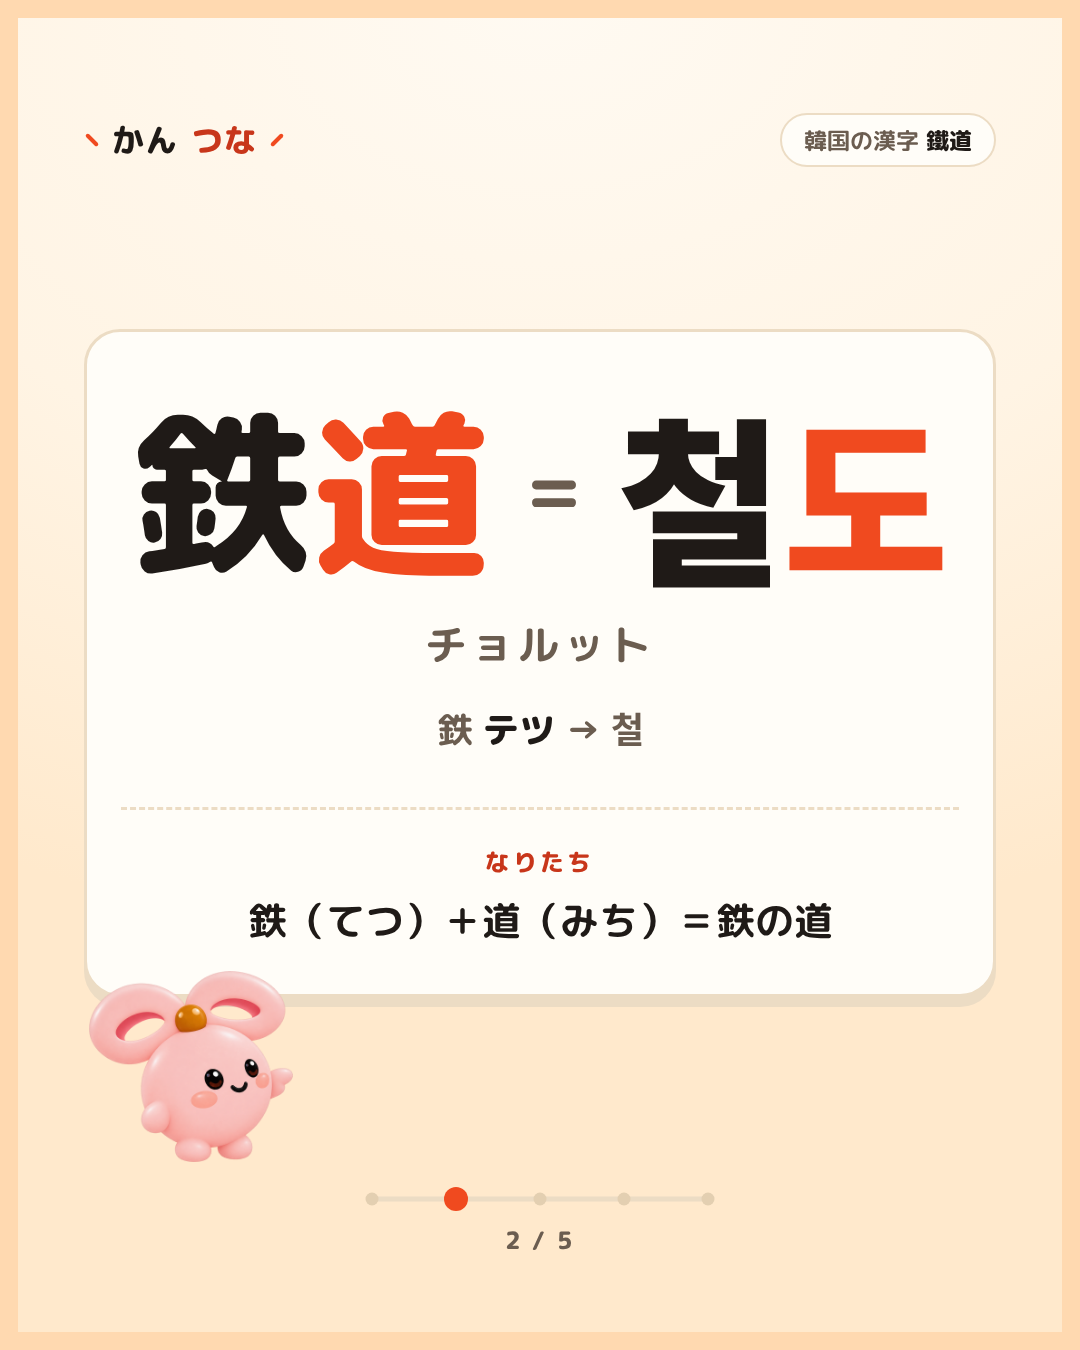 かん つな
韓国の漢字 鐵道
鉄道 = 철도
チョルット
鉄 テツ → 철
なりたち
鉄（てつ）＋道（みち）＝鉄の道
2 / 5